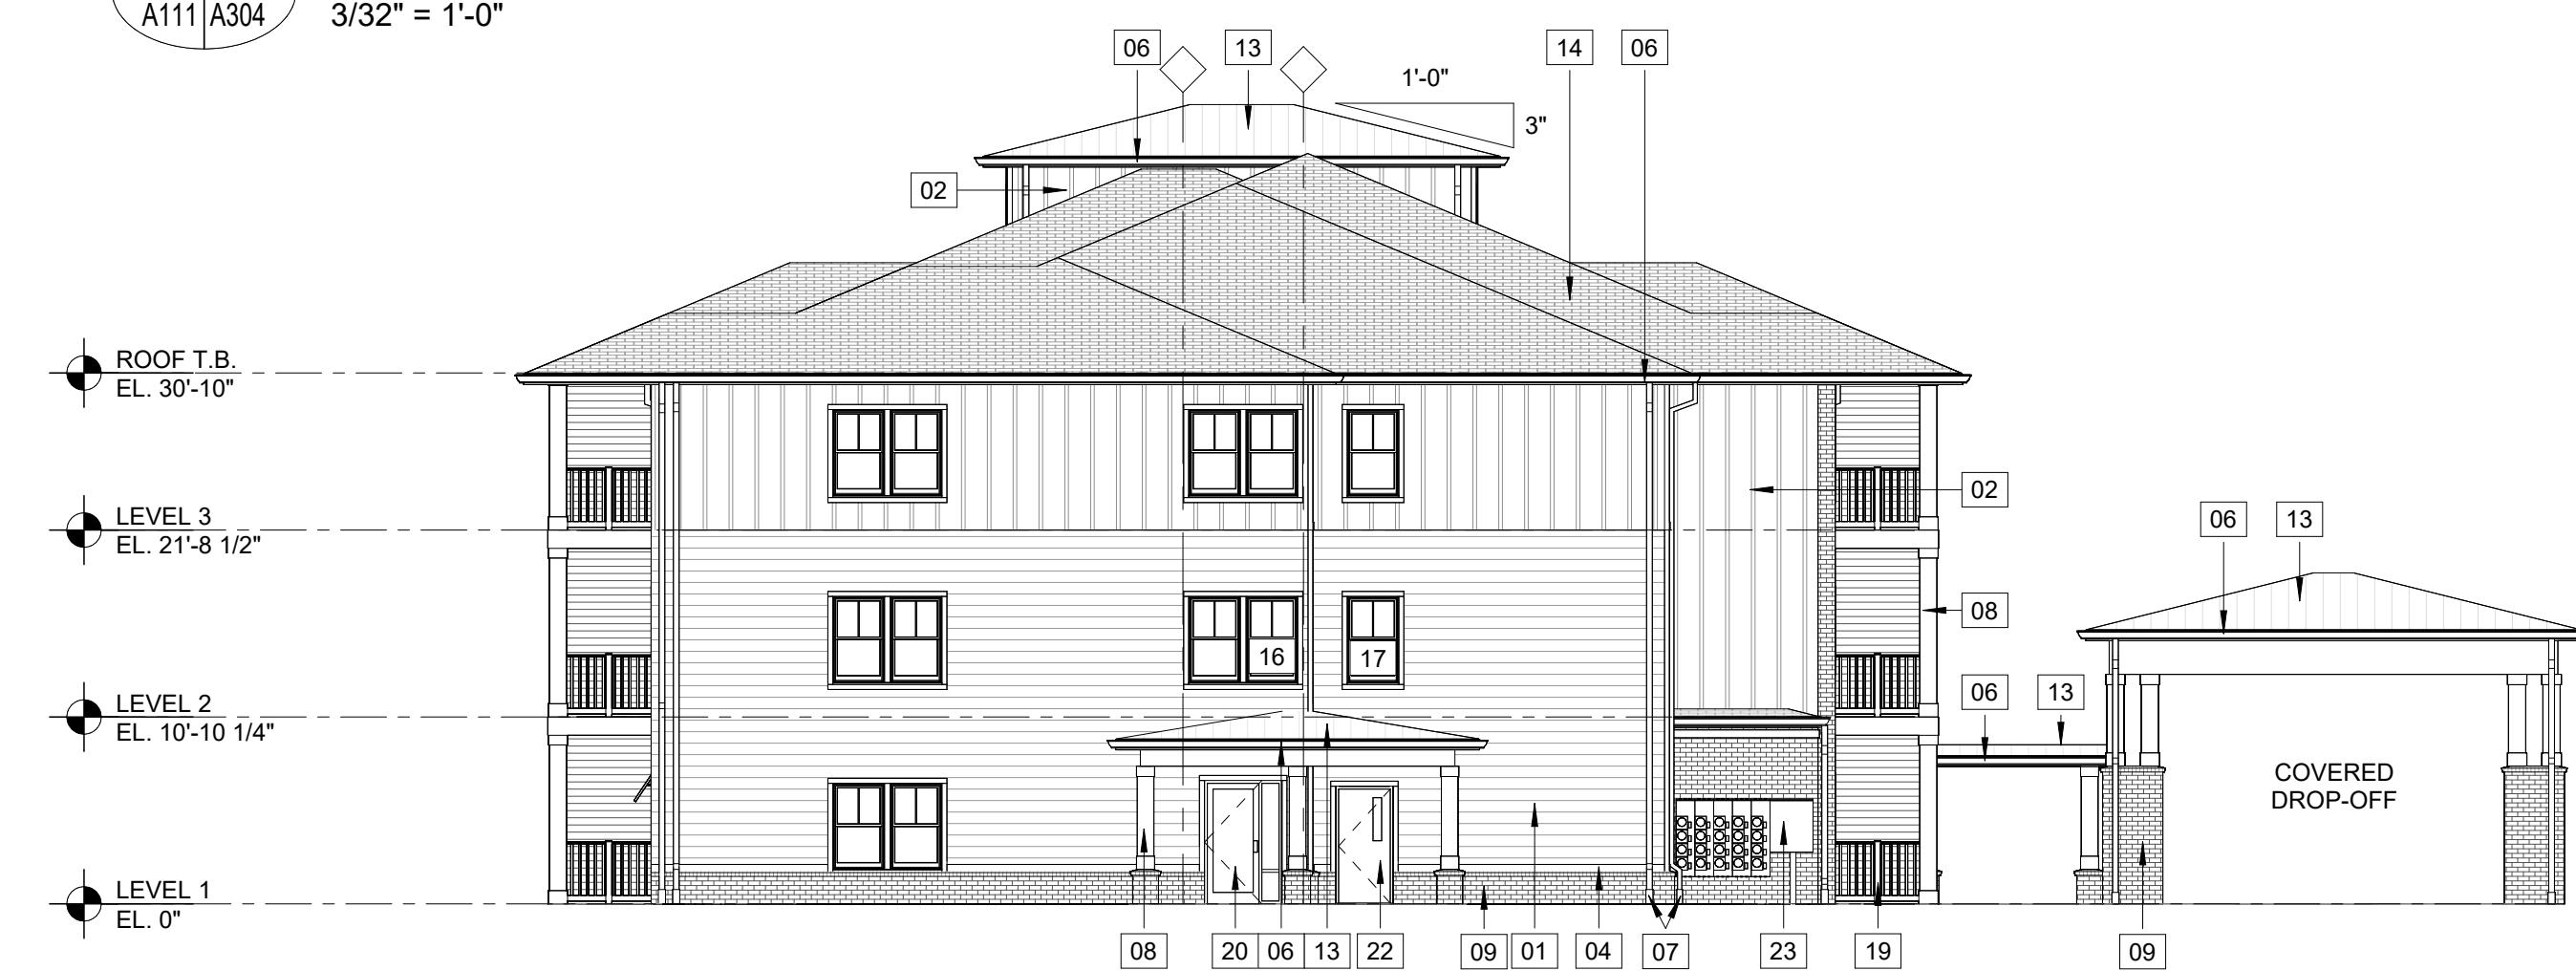 A111 A304
3/32" = 1'-0"
06 13 14 06
1'-0"
3"
02
ROOF T.B.
EL. 30'-10"
LEVEL 3
EL. 21'-8 1/2"
02
06 13
08
16 17
06 13
LEVEL 2
EL. 10'-10 1/4"
COVERED
DROP-OFF
LEVEL 1
EL. 0"
08 20 06 13 22 09 01 04 07 23 19 09